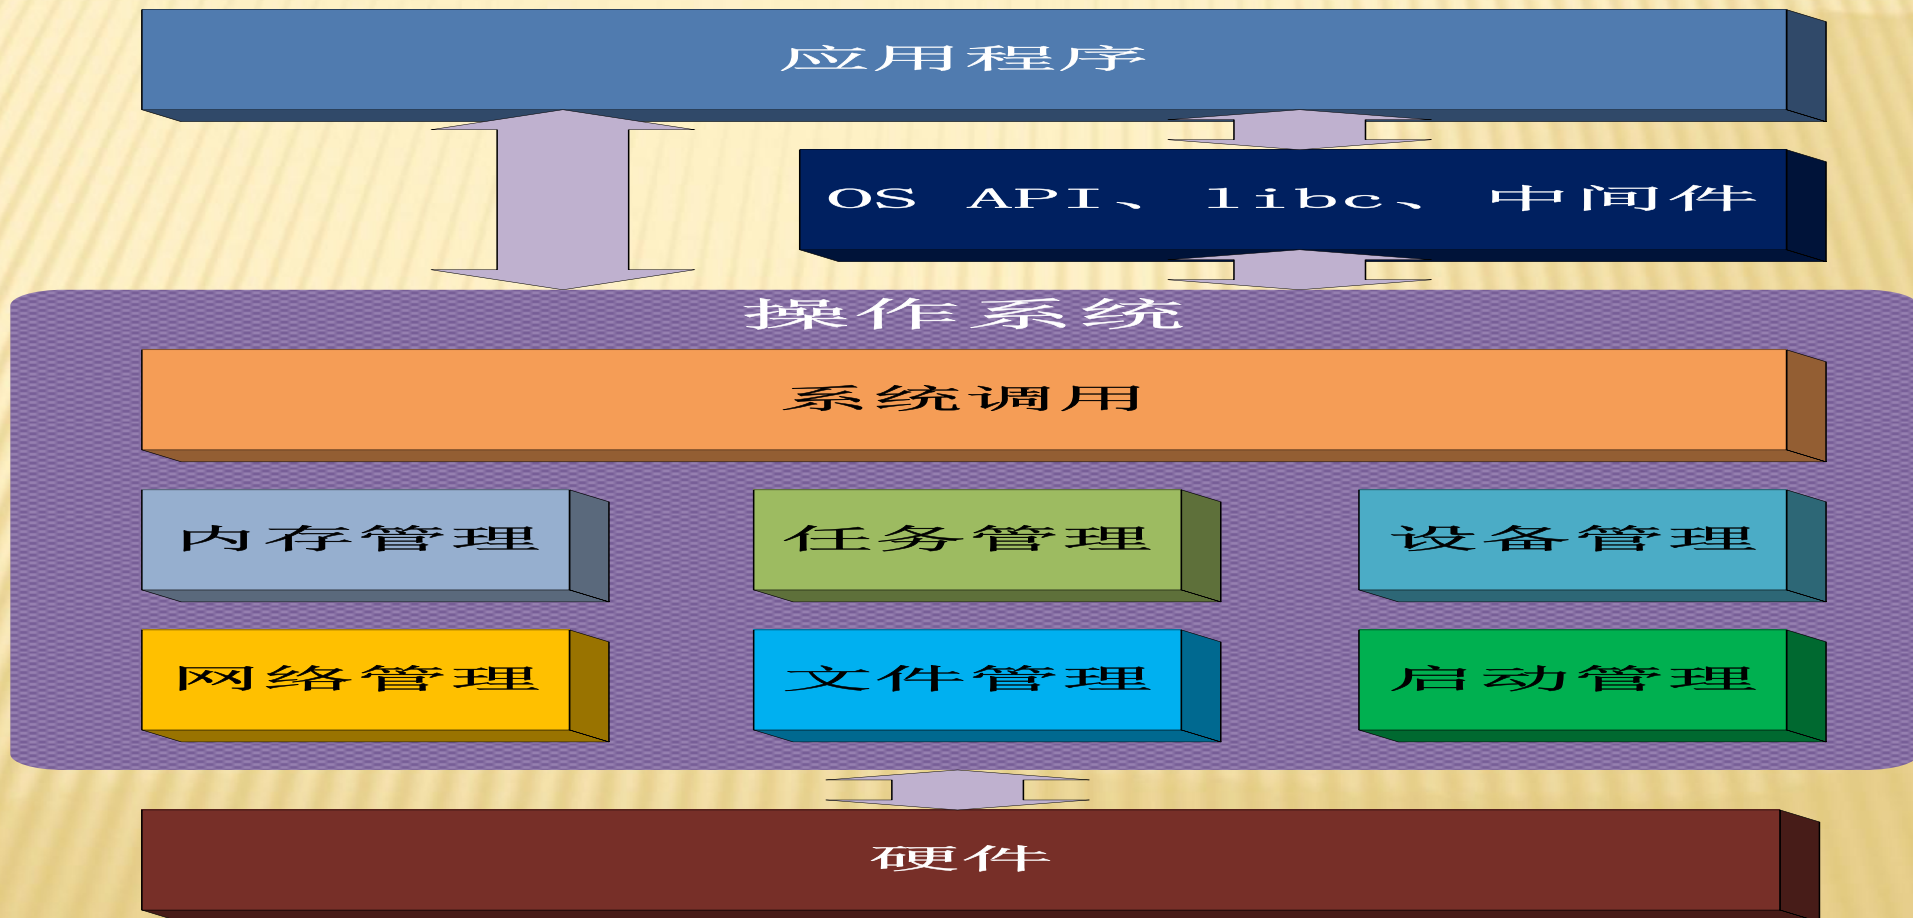 应用程序
OS API、libc、中间件
操作系统
系统调用
内存管理
任务管理
设备管理
网络管理
文件管理
启动管理
硬件